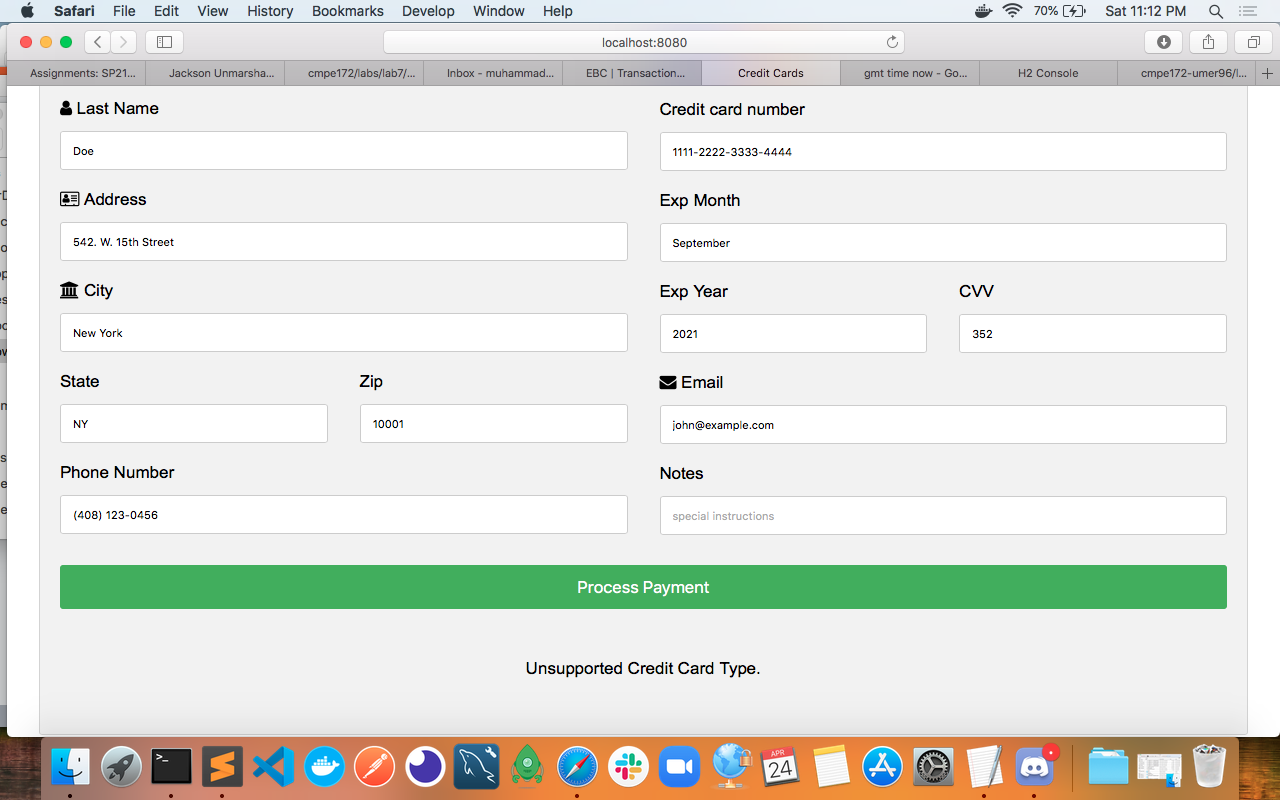 Safari File Edit View History Bookmarks Develop Window Help 70% Sat 11:12 PM
localhost:8080
Assignments: SP21... Jackson Unmarsha... cmpe172/labs/lab7/... Inbox - muhammad... EBC | Transaction... Credit Cards gmt time now - Go... H2 Console cmpe172-umer96/l...
Last Name Credit card number
Doe 1111-2222-3333-4444
Address Exp Month
542. W. 15th Street September
City Exp Year CVV
New York 2021 352
State Zip Email
NY 10001 john@example.com
Phone Number Notes
(408) 123-0456 special instructions
Process Payment
Unsupported Credit Card Type.
APR
24